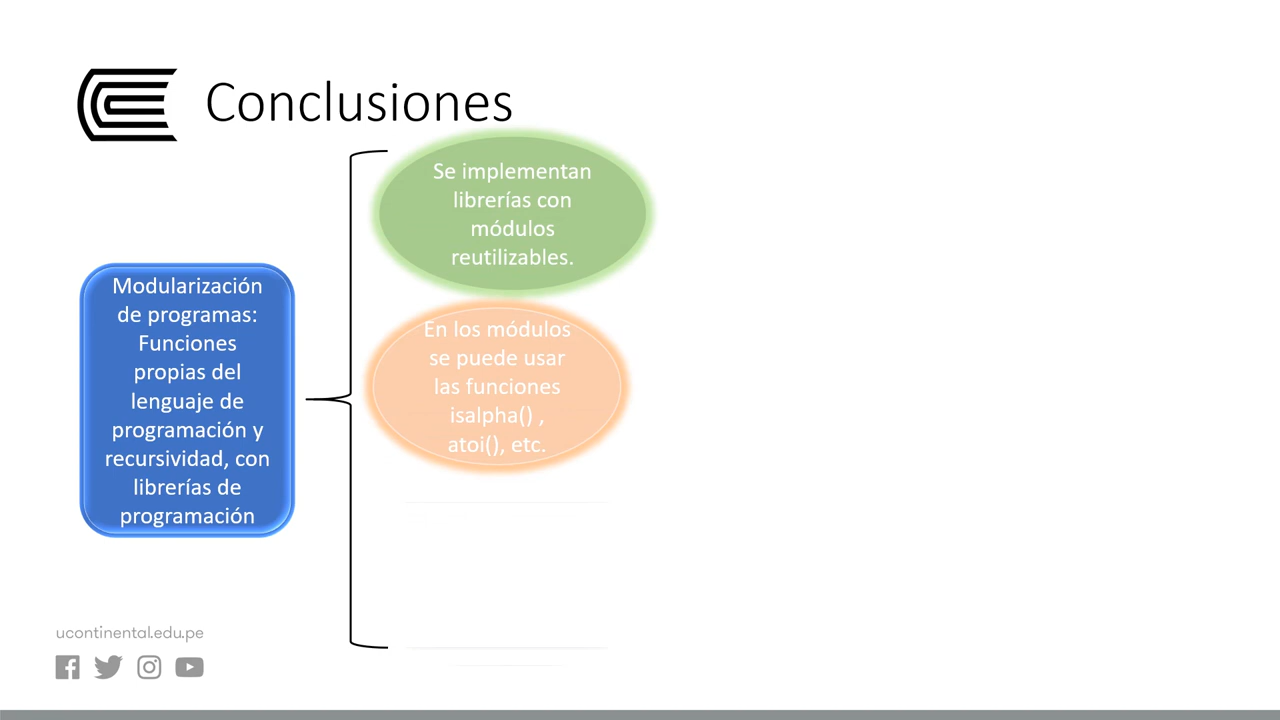 Conclusiones
Se implementan
librerías con
módulos
reutilizables.
Modularización
de programas:
Funciones
propias del
lenguaje de
programación y
recursividad, con
librerías de
programación
En los módulos
se puede usar
las funciones
isalpha() ,
atoi(), etc.
ucontinental.edu.pe